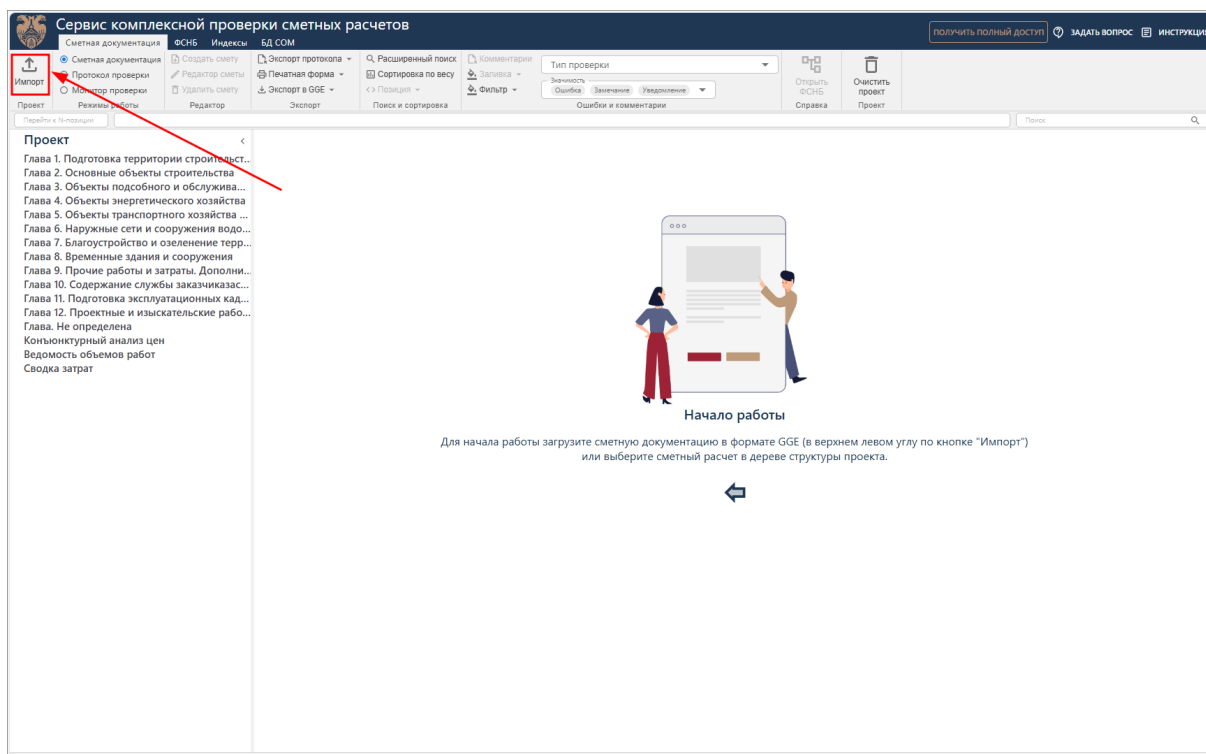 Сервис комплексной проверки сметных расчетов
ПОЛУЧИТЬ ПОЛНЫЙ ДОСТУП
ЗАДАТЬ ВОПРОС
ИНСТРУКЦИЯ
Сметная документация ФСНБ Индексы БД СОМ
Импорт
Проект
Сметная документация
Протокол проверки
Монитор проверки
Режимы работы
Создать смету
Редактор сметы
Удалить смету
Редактор
Экспорт протокола
Печатная форма
Экспорт в GGE
Экспорт
Расширенный поиск
Сортировка по весу
<> Позиция
Поиск и сортировка
Комментарии
Заливка
Фильтр
Тип проверки
Значимость
Ошибка Замечание Уведомление
Ошибки и комментарии
Открыть
ФСНБ
Справка
Очистить
проект
Проект
Перейти к N-позиции
Поиск
Проект <
Глава 1. Подготовка территории строительст...
Глава 2. Основные объекты строительства
Глава 3. Объекты подсобного и обслужива...
Глава 4. Объекты энергетического хозяйства
Глава 5. Объекты транспортного хозяйства ...
Глава 6. Наружные сети и сооружения водо...
Глава 7. Благоустройство и озеленение терр...
Глава 8. Временные здания и сооружения
Глава 9. Прочие работы и затраты. Дополни...
Глава 10. Содержание службы заказчиказас...
Глава 11. Подготовка эксплуатационных кад...
Глава 12. Проектные и изыскательские рабо...
Глава. Не определена
Конъюнктурный анализ цен
Ведомость объемов работ
Сводка затрат
Начало работы
Для начала работы загрузите сметную документацию в формате GGE (в верхнем левом углу по кнопке "Импорт")
или выберите сметный расчет в дереве структуры проекта.